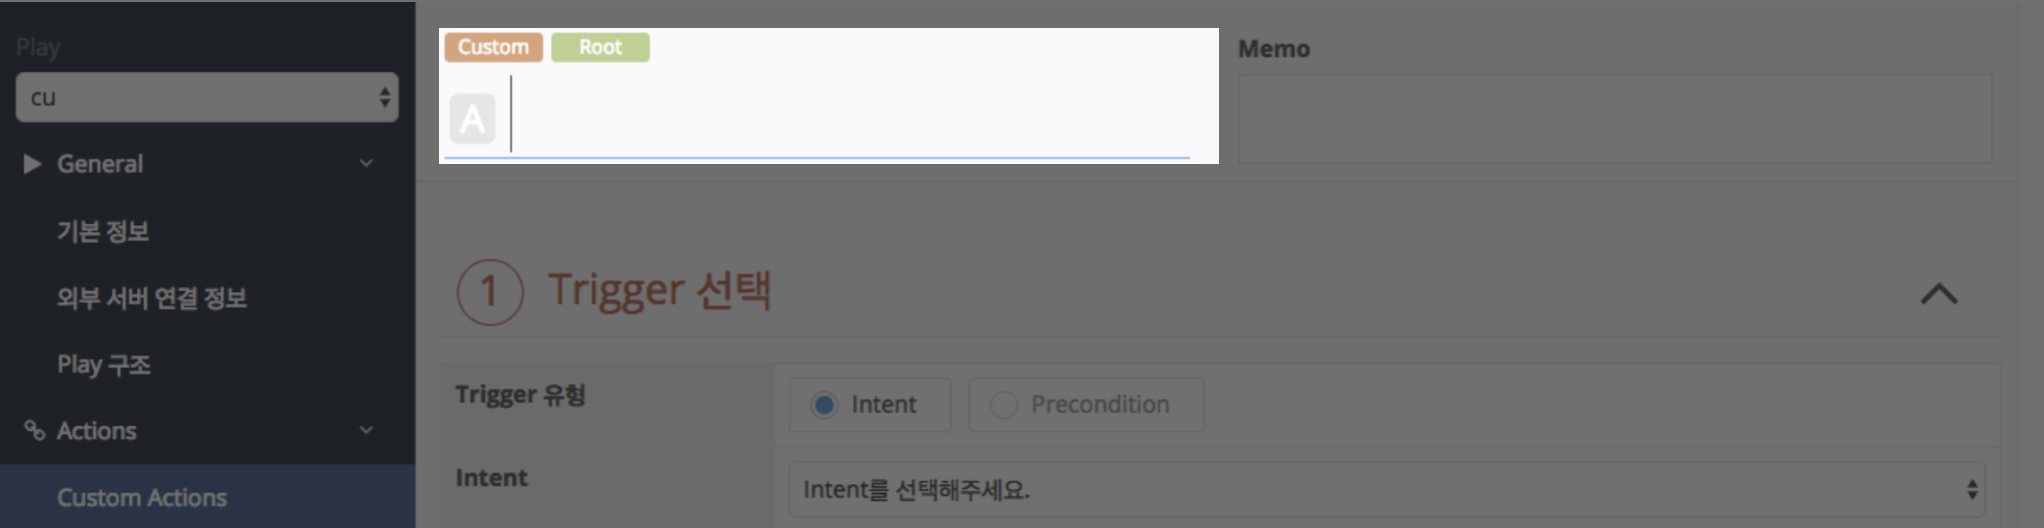 Play
cu
General
기본 정보
외부 서버 연결 정보
Play 구조
Actions
Custom Actions
Custom Root
A
Memo
1 Trigger 선택
Trigger 유형
Intent
Precondition
Intent
Intent를 선택해주세요.